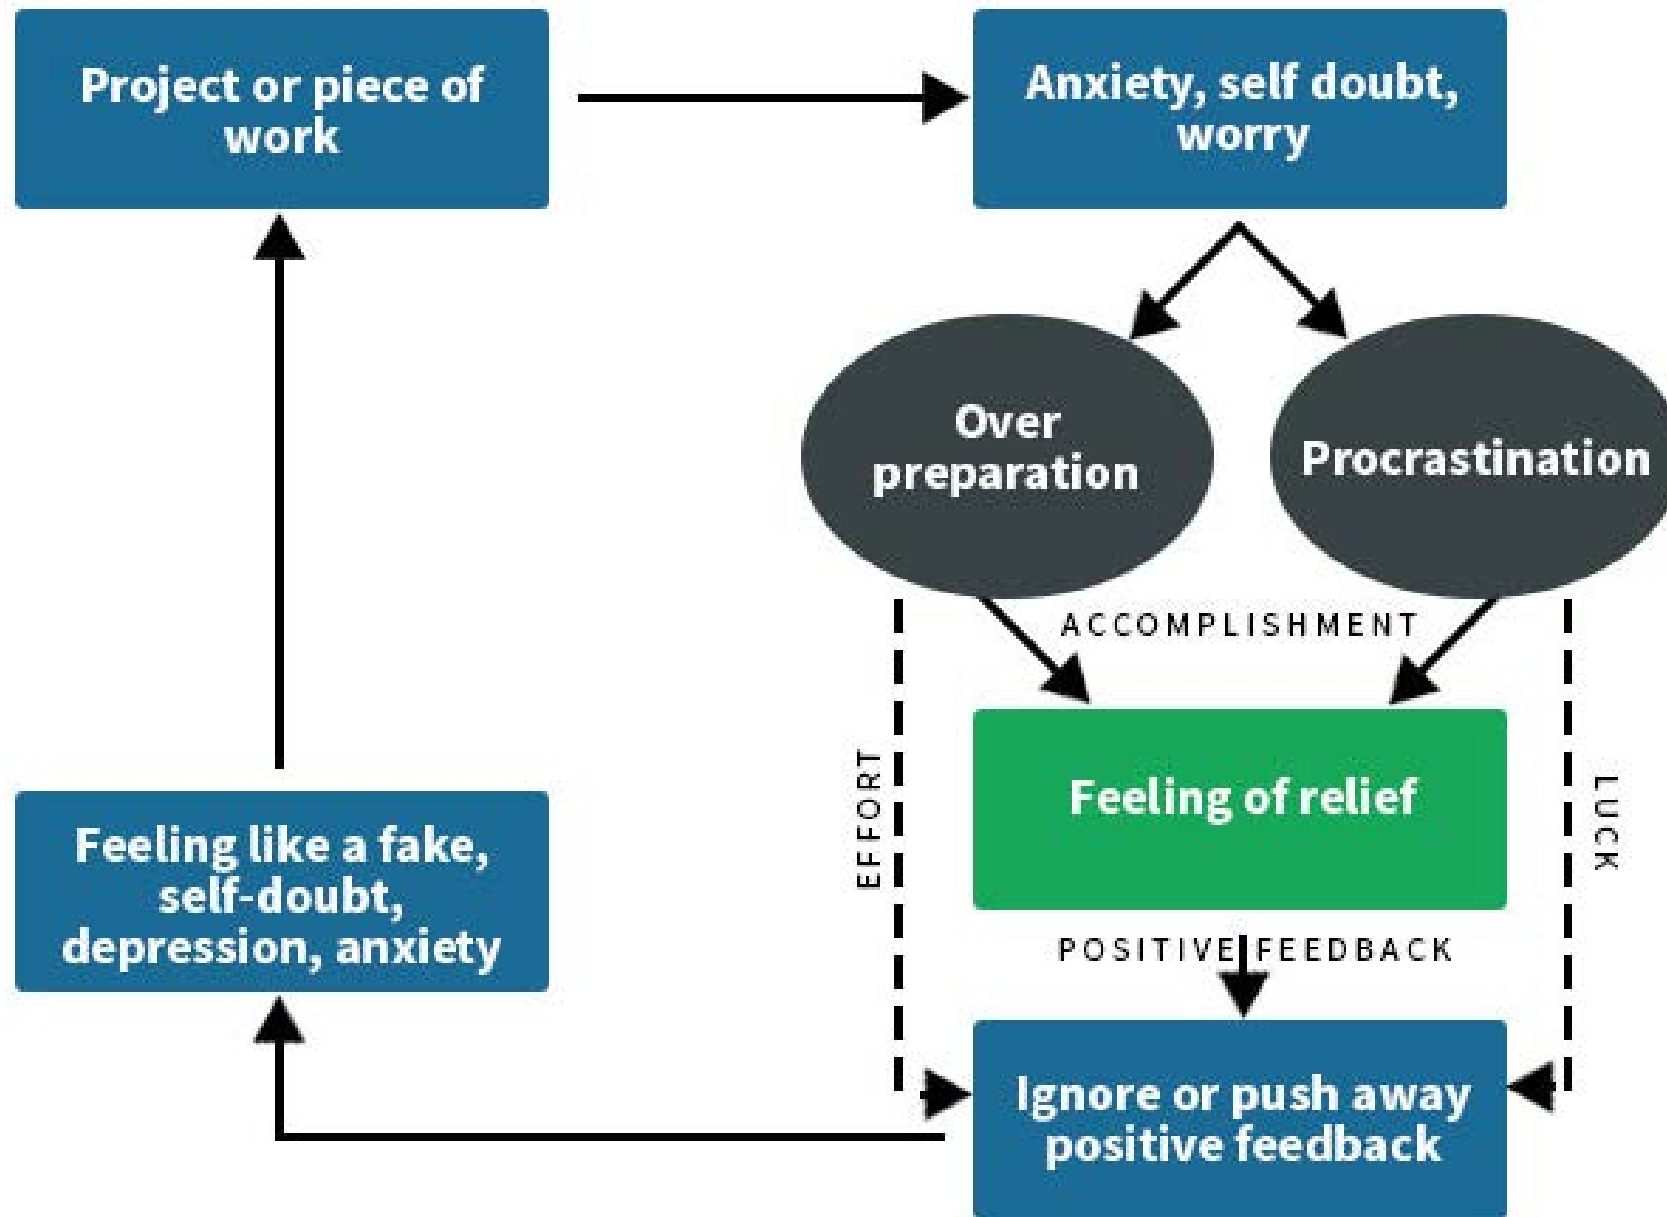 Project or piece of
work
Anxiety, self doubt,
worry
Over
preparation
Procrastination
ACCOMPLISHMENT
EFFORT
Feeling of relief
LUCK
Feeling like a fake,
self-doubt,
depression, anxiety
POSITIVE FEEDBACK
Ignore or push away
positive feedback